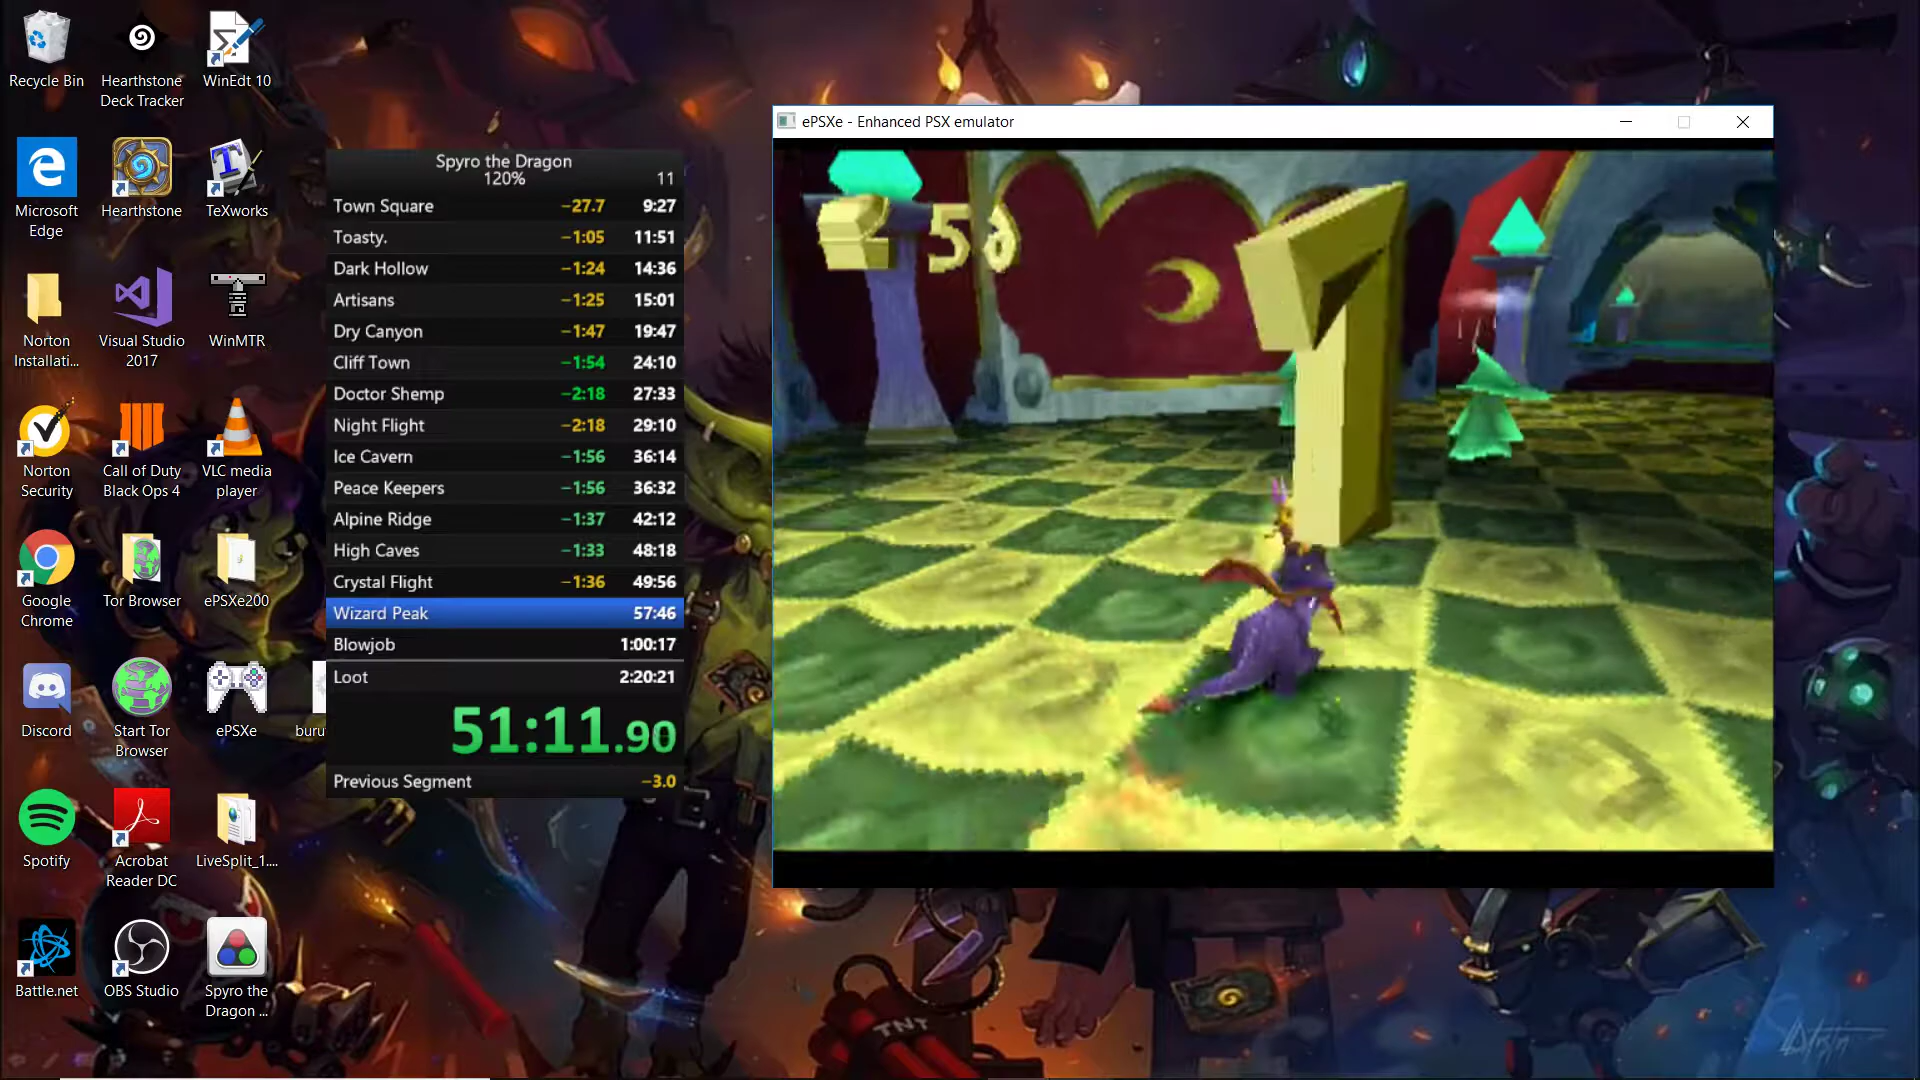 Recycle Bin
Hearthstone
Deck Tracker
WinEdt 10
Microsoft
Edge
Hearthstone
TeXworks
Norton
Installati...
Visual Studio
2017
WinMTR
Norton
Security
Call of Duty
Black Ops 4
VLC media
player
Google
Chrome
Tor Browser
ePSXe200
Discord
Start Tor
Browser
ePSXe
Spotify
Acrobat
Reader DC
LiveSplit_1....
Battle.net
OBS Studio
Spyro the
Dragon ...
Spyro the Dragon
120% 11
Town Square −27.7 9:27
Toasty. −1:05 11:51
Dark Hollow −1:24 14:36
Artisans −1:25 15:01
Dry Canyon −1:47 19:47
Cliff Town −1:54 24:10
Doctor Shemp −2:18 27:33
Night Flight −2:18 29:10
Ice Cavern −1:56 36:14
Peace Keepers −1:56 36:32
Alpine Ridge −1:37 42:12
High Caves −1:33 48:18
Crystal Flight −1:36 49:56
Wizard Peak 57:46
Blowjob 1:00:17
Loot 2:20:21
51:11.90
Previous Segment −3.0
ePSXe - Enhanced PSX emulator
TNT